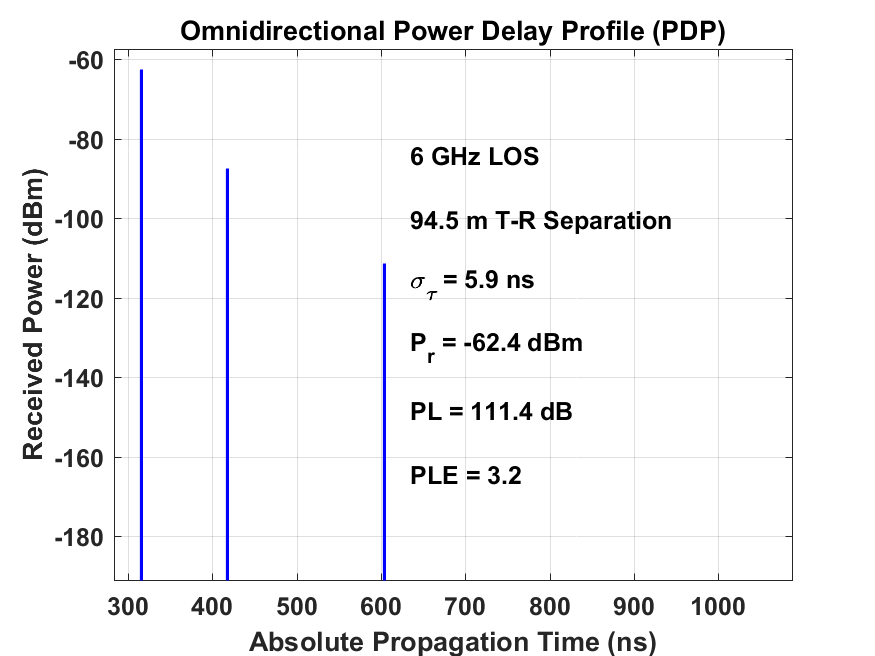 Omnidirectional Power Delay Profile (PDP)
Received Power (dBm)
-60
-80
-100
-120
-140
-160
-180
6 GHz LOS
94.5 m T-R Separation
σ_τ = 5.9 ns
P_r = -62.4 dBm
PL = 111.4 dB
PLE = 3.2
300 400 500 600 700 800 900 1000
Absolute Propagation Time (ns)